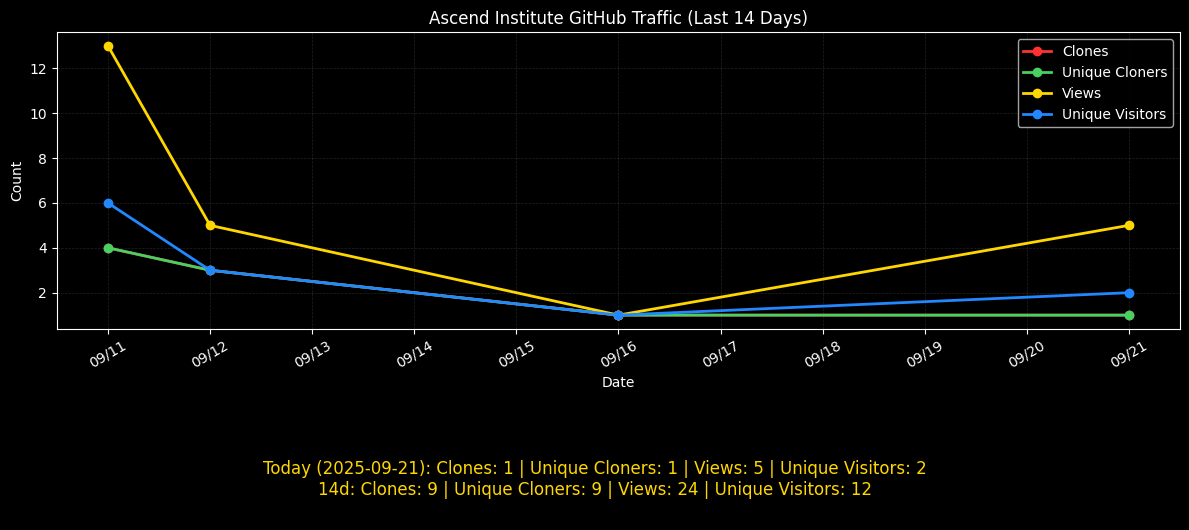 Ascend Institute GitHub Traffic (Last 14 Days)
Clones
Unique Cloners
Views
Unique Visitors
Count
12
10
8
6
4
2
09/11 09/12 09/13 09/14 09/15 09/16 09/17 09/18 09/19 09/20 09/21
Date
Today (2025-09-21): Clones: 1 | Unique Cloners: 1 | Views: 5 | Unique Visitors: 2
14d: Clones: 9 | Unique Cloners: 9 | Views: 24 | Unique Visitors: 12